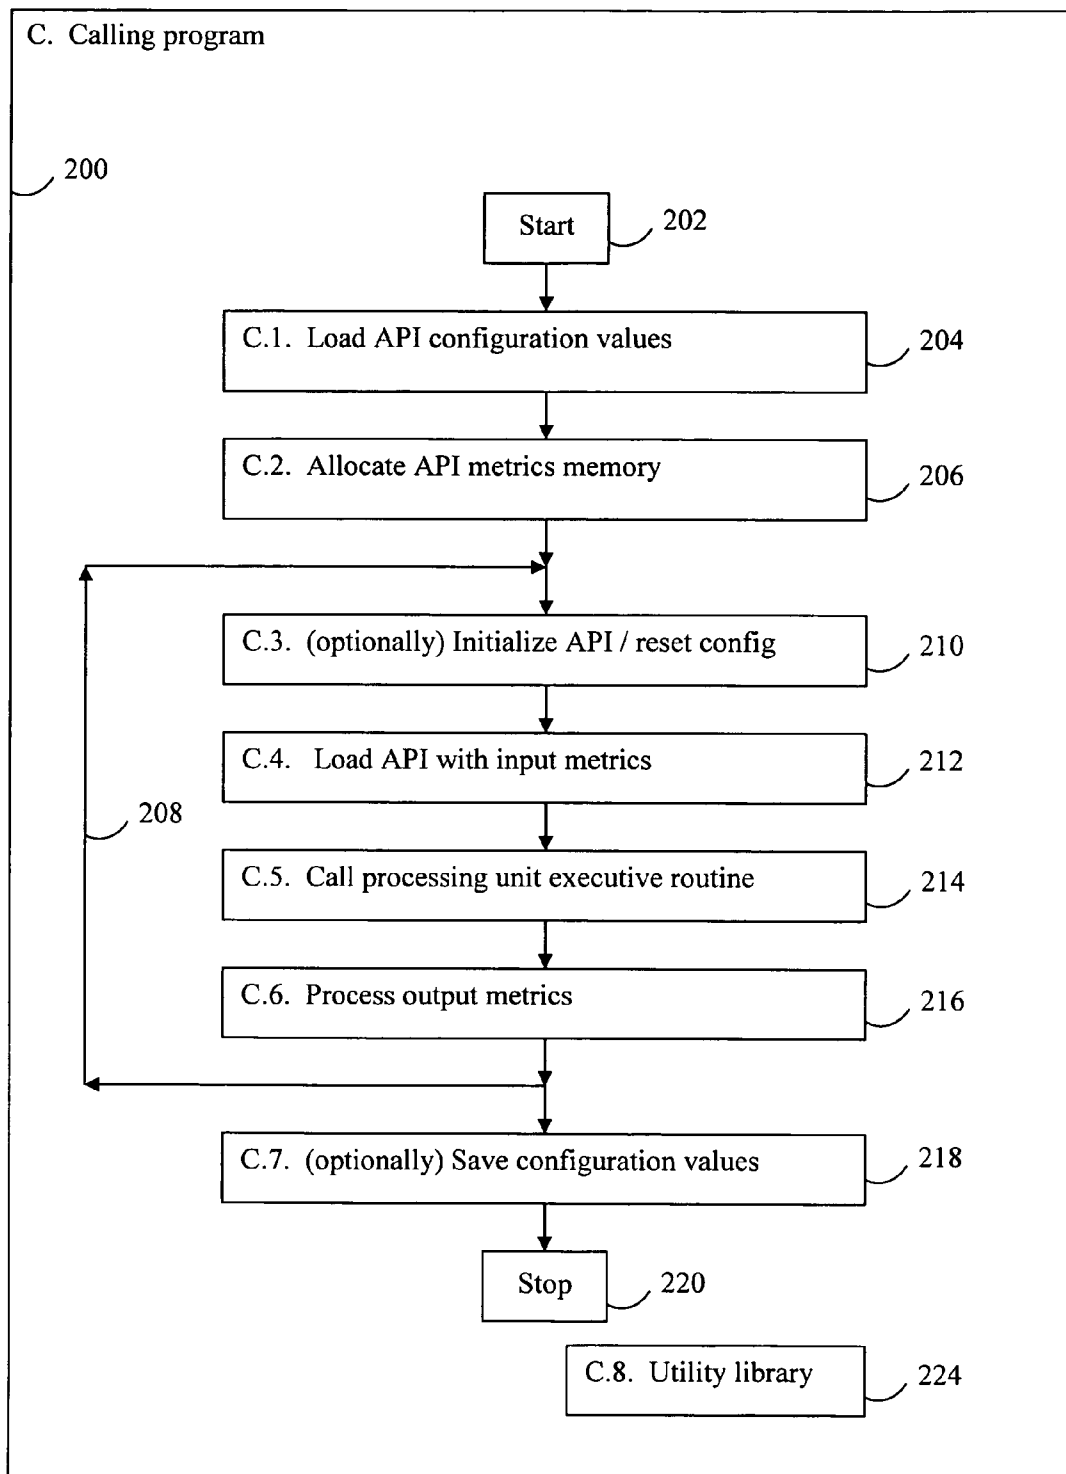 C. Calling program
200
Start
202
C.1. Load API configuration values
204
C.2. Allocate API metrics memory
206
C.3. (optionally) Initialize API / reset config
210
C.4. Load API with input metrics
212
208
C.5. Call processing unit executive routine
214
C.6. Process output metrics
216
C.7. (optionally) Save configuration values
218
Stop
220
C.8. Utility library
224